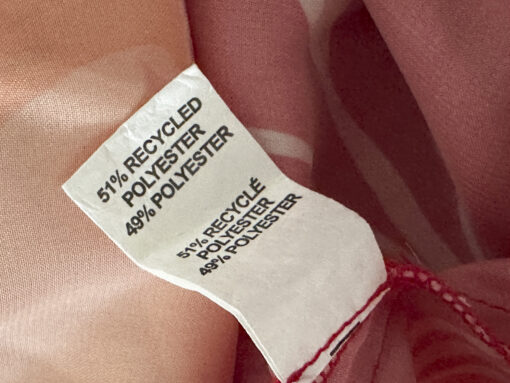 51% RECYCLED
POLYESTER
49% POLYESTER
51% RECYCLÉ
POLYESTER
49% POLYESTER